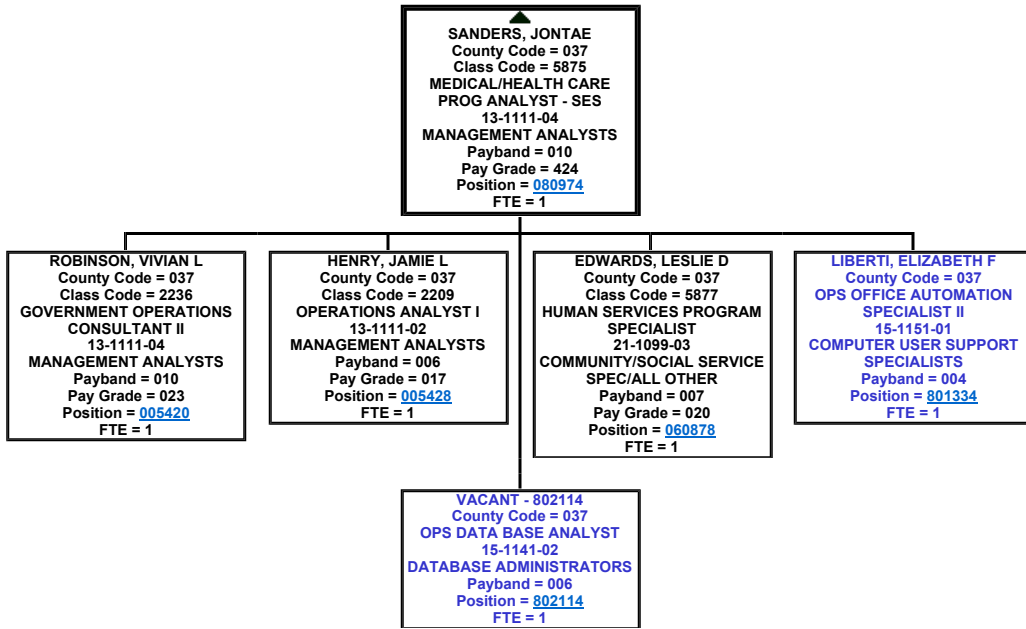 SANDERS, JONTAE
County Code = 037
Class Code = 5875
MEDICAL/HEALTH CARE
PROG ANALYST - SES
13-1111-04
MANAGEMENT ANALYSTS
Payband = 010
Pay Grade = 424
Position = 080974
FTE = 1
ROBINSON, VIVIAN L
County Code = 037
Class Code = 2236
GOVERNMENT OPERATIONS
CONSULTANT II
13-1111-04
MANAGEMENT ANALYSTS
Payband = 010
Pay Grade = 023
Position = 005420
FTE = 1
HENRY, JAMIE L
County Code = 037
Class Code = 2209
OPERATIONS ANALYST I
13-1111-02
MANAGEMENT ANALYSTS
Payband = 006
Pay Grade = 017
Position = 005428
FTE = 1
EDWARDS, LESLIE D
County Code = 037
Class Code = 5877
HUMAN SERVICES PROGRAM
SPECIALIST
21-1099-03
COMMUNITY/SOCIAL SERVICE
SPEC/ALL OTHER
Payband = 007
Pay Grade = 020
Position = 060878
FTE = 1
LIBERTI, ELIZABETH F
County Code = 037
OPS OFFICE AUTOMATION
SPECIALIST II
15-1151-01
COMPUTER USER SUPPORT
SPECIALISTS
Payband = 004
Position = 801334
FTE = 1
VACANT - 802114
County Code = 037
OPS DATA BASE ANALYST
15-1141-02
DATABASE ADMINISTRATORS
Payband = 006
Position = 802114
FTE = 1